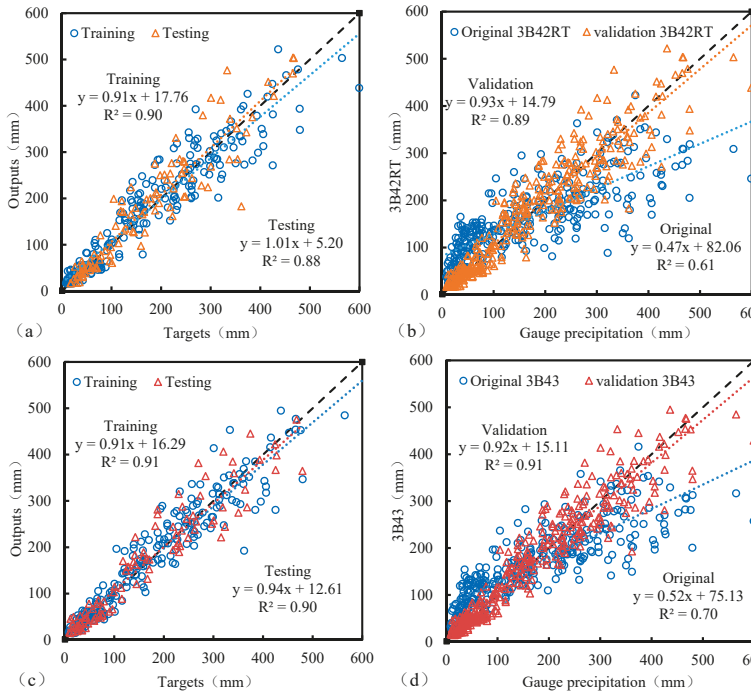 600
500
400
300
200
100
0
Outputs（mm）
Training Testing
Training
y = 0.91x + 17.76
R² = 0.90
Testing
y = 1.01x + 5.20
R² = 0.88
0 100 200 300 400 500 600
Targets（mm）
（a）
600
500
400
300
200
100
0
3B42RT（mm）
Original 3B42RT validation 3B42RT
Validation
y = 0.93x + 14.79
R² = 0.89
Original
y = 0.47x + 82.06
R² = 0.61
0 100 200 300 400 500 600
Gauge precipitation（mm）
（b）
600
500
400
300
200
100
0
Outputs（mm）
Training Testing
Training
y = 0.91x + 16.29
R² = 0.91
Testing
y = 0.94x + 12.61
R² = 0.90
0 100 200 300 400 500 600
Targets（mm）
（c）
600
500
400
300
200
100
0
3B43（mm）
Original 3B43 validation 3B43
Validation
y = 0.92x + 15.11
R² = 0.91
Original
y = 0.52x + 75.13
R² = 0.70
0 100 200 300 400 500 600
Gauge precipitation（mm）
（d）